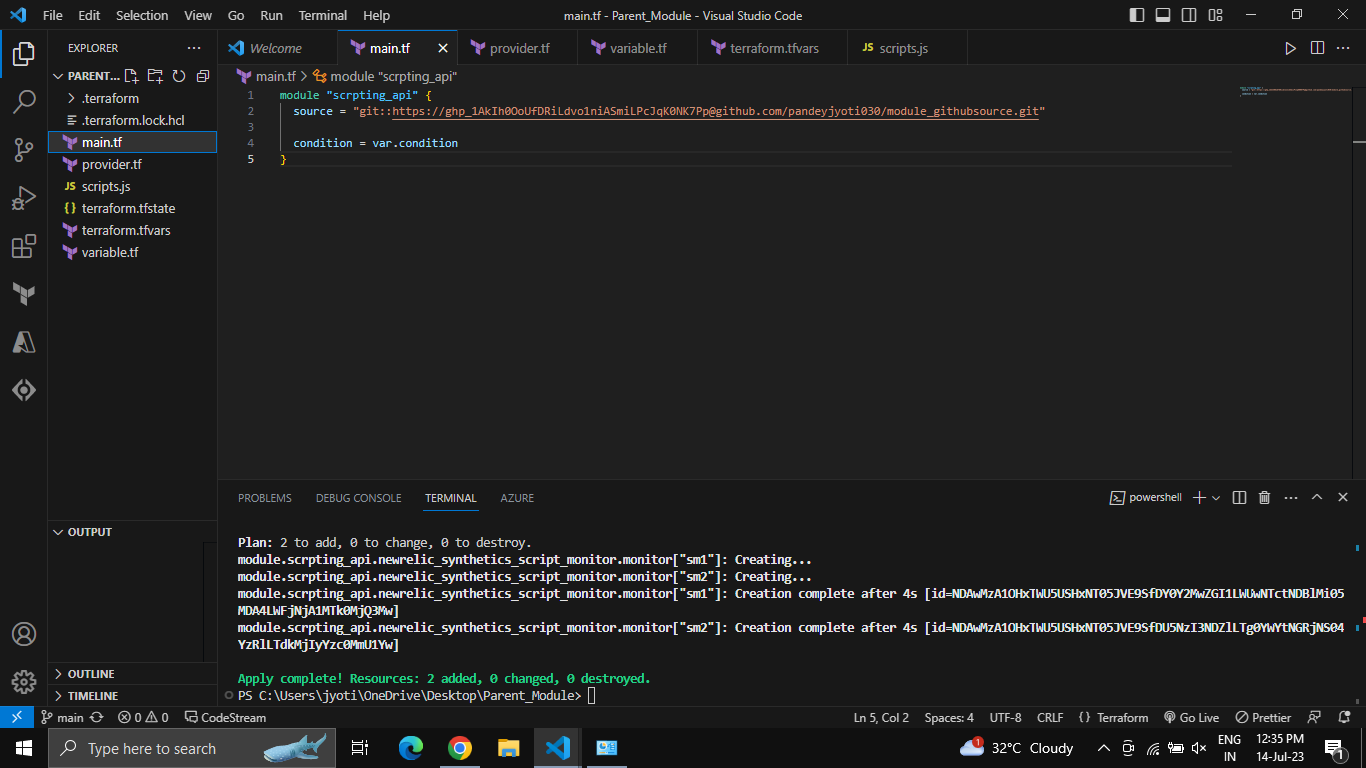 File Edit Selection View Go Run Terminal Help
main.tf - Parent_Module - Visual Studio Code
EXPLORER
Welcome
main.tf
provider.tf
variable.tf
terraform.tfvars
JS scripts.js
PARENT...
.terraform
.terraform.lock.hcl
main.tf
provider.tf
JS scripts.js
{} terraform.tfstate
terraform.tfvars
variable.tf
main.tf > module "scrpting_api"
1 module "scrpting_api" {
2 source = "git::https://@github.com/pandeyjyoti030/module_githubsource.git"
3
4 condition = var.condition
5 }
OUTPUT
OUTLINE
TIMELINE
PROBLEMS DEBUG CONSOLE TERMINAL AZURE
powershell
Plan: 2 to add, 0 to change, 0 to destroy.
module.scrpting_api.newrelic_synthetics_script_monitor.monitor["sm1"]: Creating...
module.scrpting_api.newrelic_synthetics_script_monitor.monitor["sm2"]: Creating...
module.scrpting_api.newrelic_synthetics_script_monitor.monitor["sm1"]: Creation complete after 4s
module.scrpting_api.newrelic_synthetics_script_monitor.monitor["sm2"]: Creation complete after 4s
Apply complete! Resources: 2 added, 0 changed, 0 destroyed.
PS C:\Users\jyoti\OneDrive\Desktop\Parent_Module>
main 0 0 CodeStream
Ln 5, Col 2 Spaces: 4 UTF-8 CRLF {} Terraform Go Live Prettier
Type here to search
1
32°C Cloudy
ENG
IN
12:35 PM
14-Jul-23
1